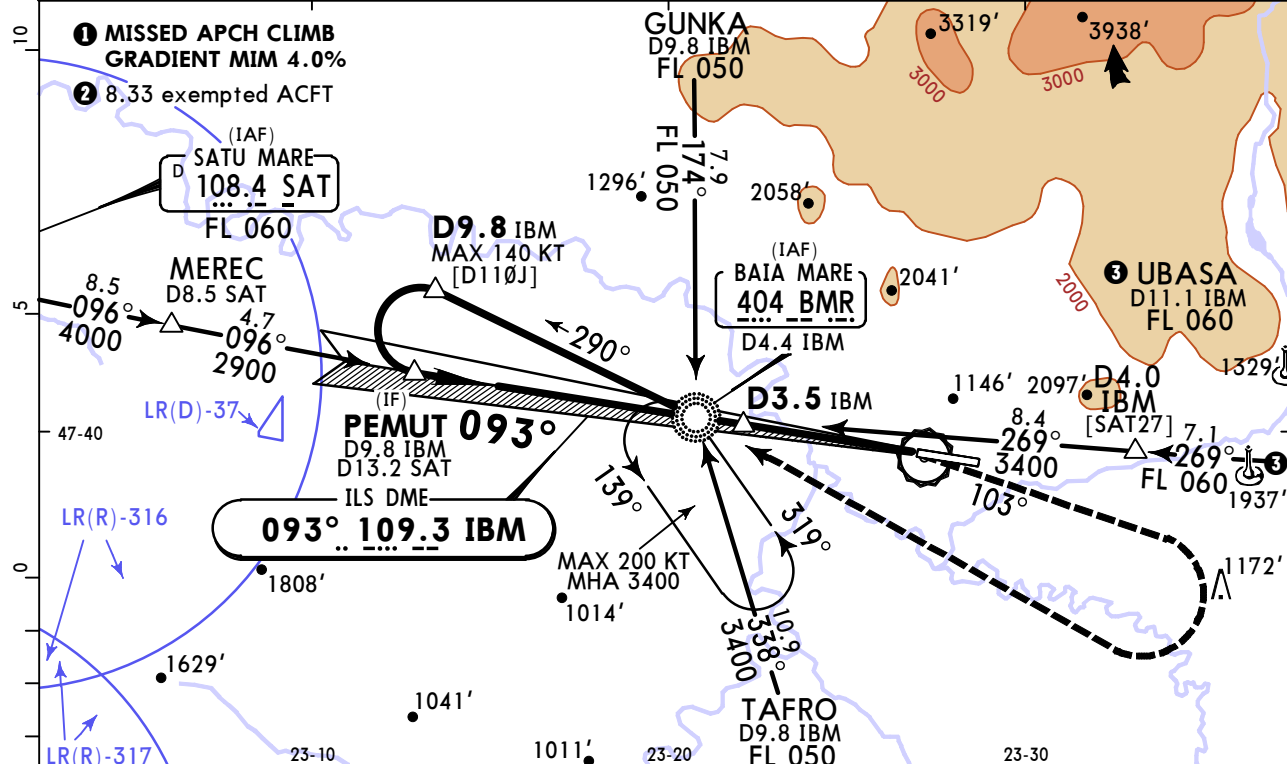 10
❶ MISSED APCH CLIMB
GRADIENT MIM 4.0%
❷ 8.33 exempted ACFT
(IAF)
SATU MARE
D
108.4 SAT
FL 060
GUNKA
D9.8 IBM
FL 050
7.9
174°
FL 050
3319'
3938'
3000
3000
1296'
2058'
2041'
2000
D9.8 IBM
MAX 140 KT
[D110J]
(IAF)
BAIA MARE
404 BMR
D4.4 IBM
❸ UBASA
D11.1 IBM
FL 060
5
8.5
096°
4000
MEREC
D8.5 SAT
4.7
096°
2900
290°
1329'
LR(D)-37
(IF)
PEMUT 093°
D9.8 IBM
D13.2 SAT
D3.5 IBM
1146'
2097'
D4.0
IBM
[SAT27]
8.4
269°
3400
7.1
269°
FL 060
❸
1937'
47-40
ILS DME
093° 109.3 IBM
139°
319°
103°
MAX 200 KT
MHA 3400
LR(R)-316
0
1808'
1014'
1172'
10.9
338°
3400
1629'
1041'
TAFRO
D9.8 IBM
FL 050
LR(R)-317
23-10
1011'
23-20
23-30